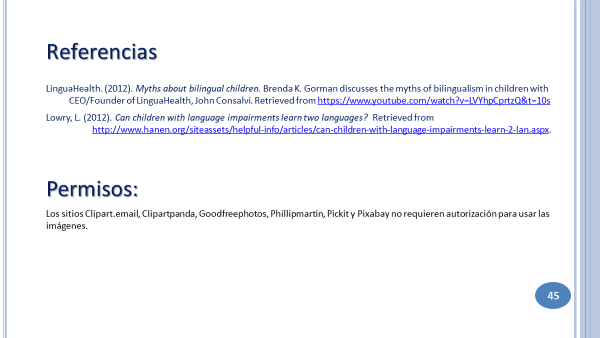 Referencias
LinguaHealth. (2012). Myths about bilingual children. Brenda K. Gorman discusses the myths of bilingualism in children with
CEO/Founder of LinguaHealth, John Consalvi. Retrieved from https://www.youtube.com/watch?v=LVYhpCprtzQ&t=10s
Lowry, L. (2012). Can children with language impairments learn two languages? Retrieved from
http://www.hanen.org/siteassets/helpful-info/articles/can-children-with-language-impairments-learn-2-lan.aspx.
Permisos:
Los sitios Clipart.email, Clipartpanda, Goodfreephotos, Phillipmartin, Pickit y Pixabay no requieren autorización para usar las
imágenes.
45